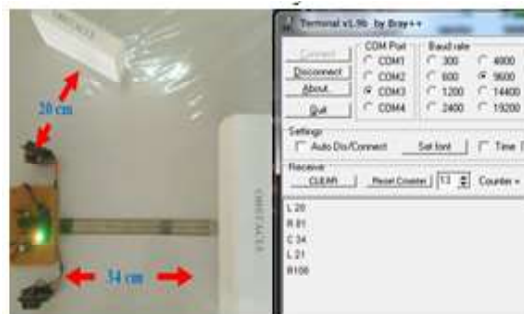 OBSTACLE
20 cm
OBSTACLE
34 cm
Terminal v1.9b by Bray++
Connect
Disconnect
About..
Quit
COM Port
COM1
COM2
COM3
COM4
Baud rate
300
600
1200
2400
4800
9600
14400
19200
Settings
Auto Dis/Connect
Set font
Time
Receive
CLEAR
Reset Counter
13
Counter =
L 20
R 81
C 34
L 21
R108